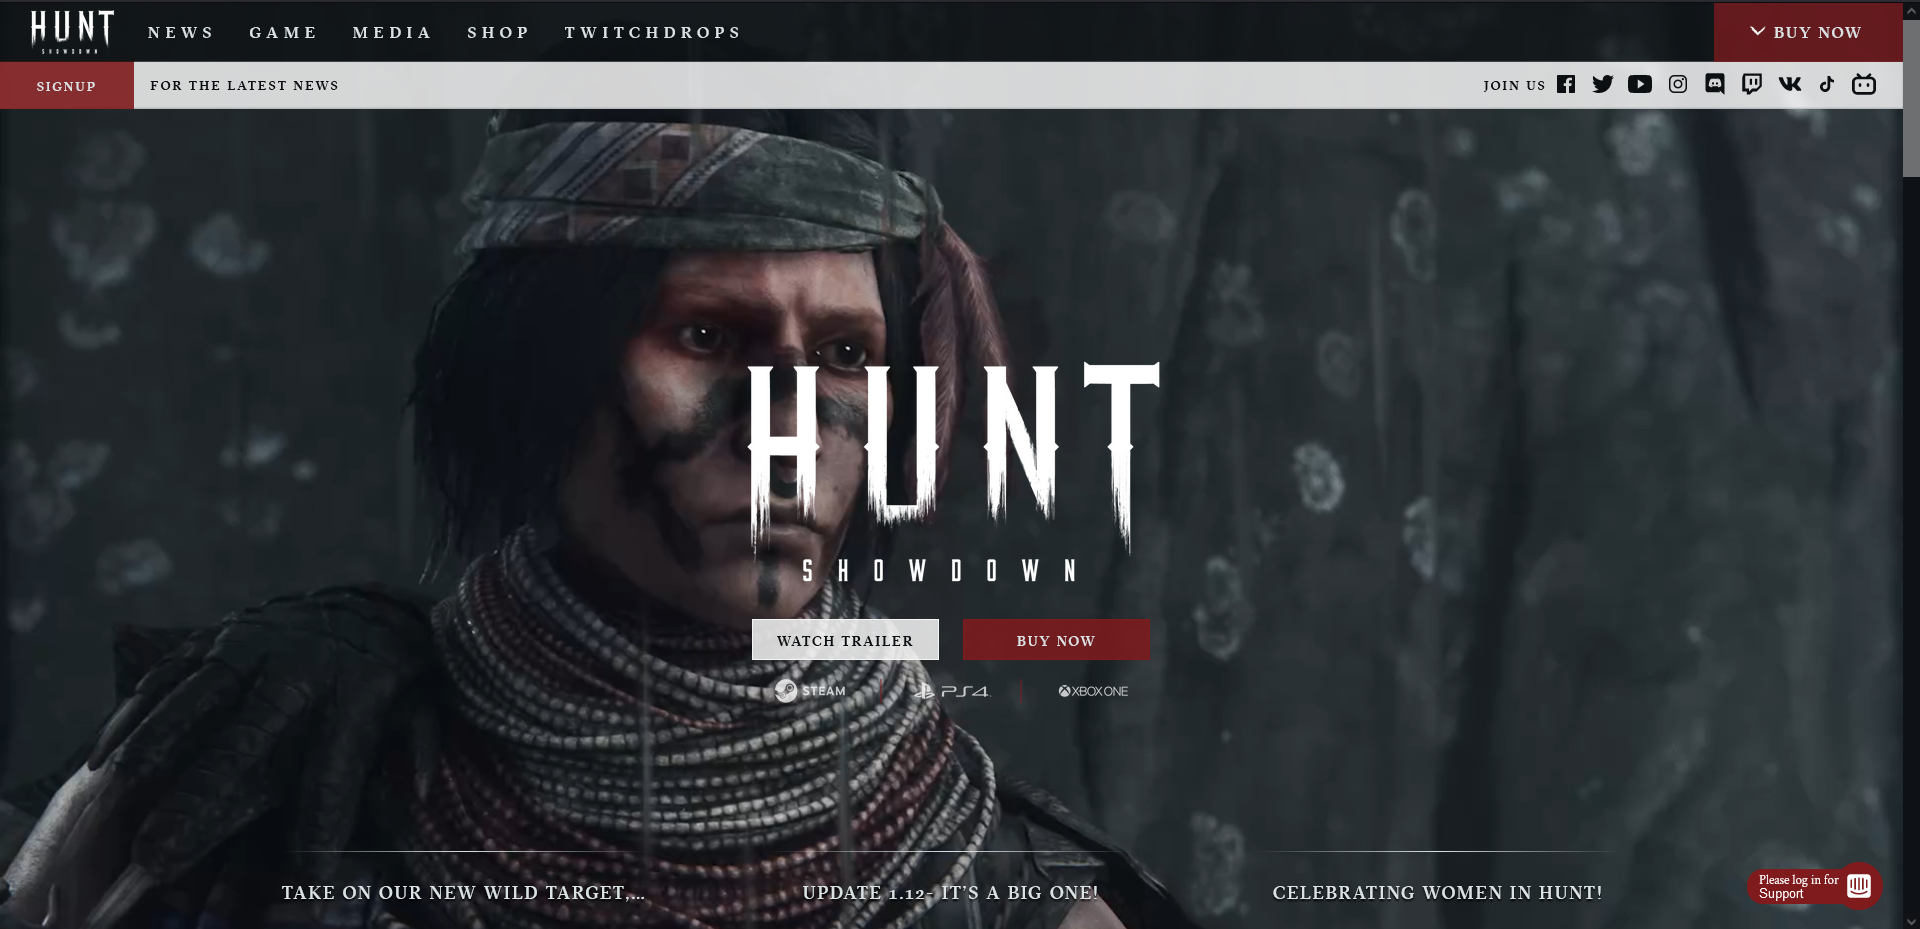 HUNT
SHOWDOWN
NEWS GAME MEDIA SHOP TWITCHDROPS
BUY NOW
SIGNUP
FOR THE LATEST NEWS
JOIN US
HUNT
SHOWDOWN
WATCH TRAILER
BUY NOW
STEAM PS4 XBOX ONE
TAKE ON OUR NEW WILD TARGET,...
UPDATE 1.12- IT'S A BIG ONE!
CELEBRATING WOMEN IN HUNT!
Please log in for
Support